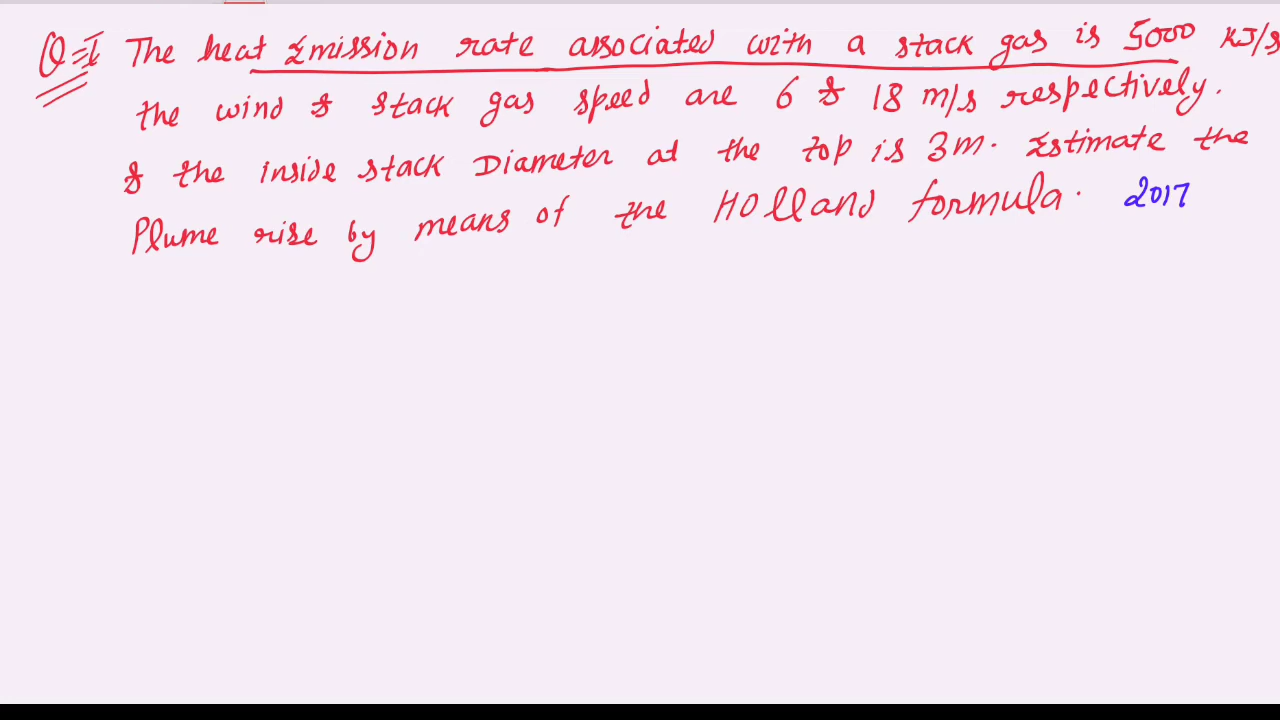 Q=1 The heat Emission rate associated with a stack gas is 5000 kJ/s
the wind & stack gas speed are 6 & 18 m/s respectively.
& the inside stack Diameter at the top is 3m. Estimate the
Plume rise by means of the HOlland formula. 2017